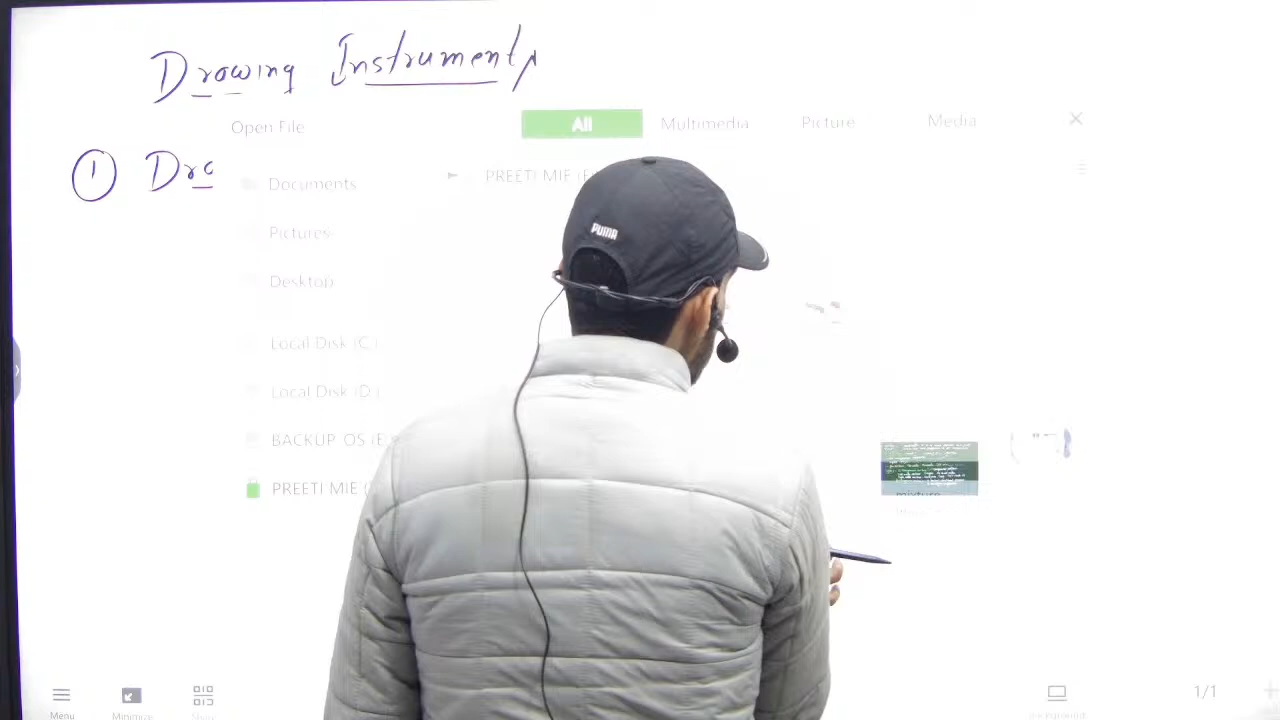 Drawing Instruments
Open File
All
Multimedia
Picture
Media
① Dra
Documents
PREETI MIE (E
Pictures
PUMA
Desktop
Local Disk (C:)
Local Disk (D:)
BACKUP OS (E
PREETI MIE (
Menu
Minimize
Background
1/1